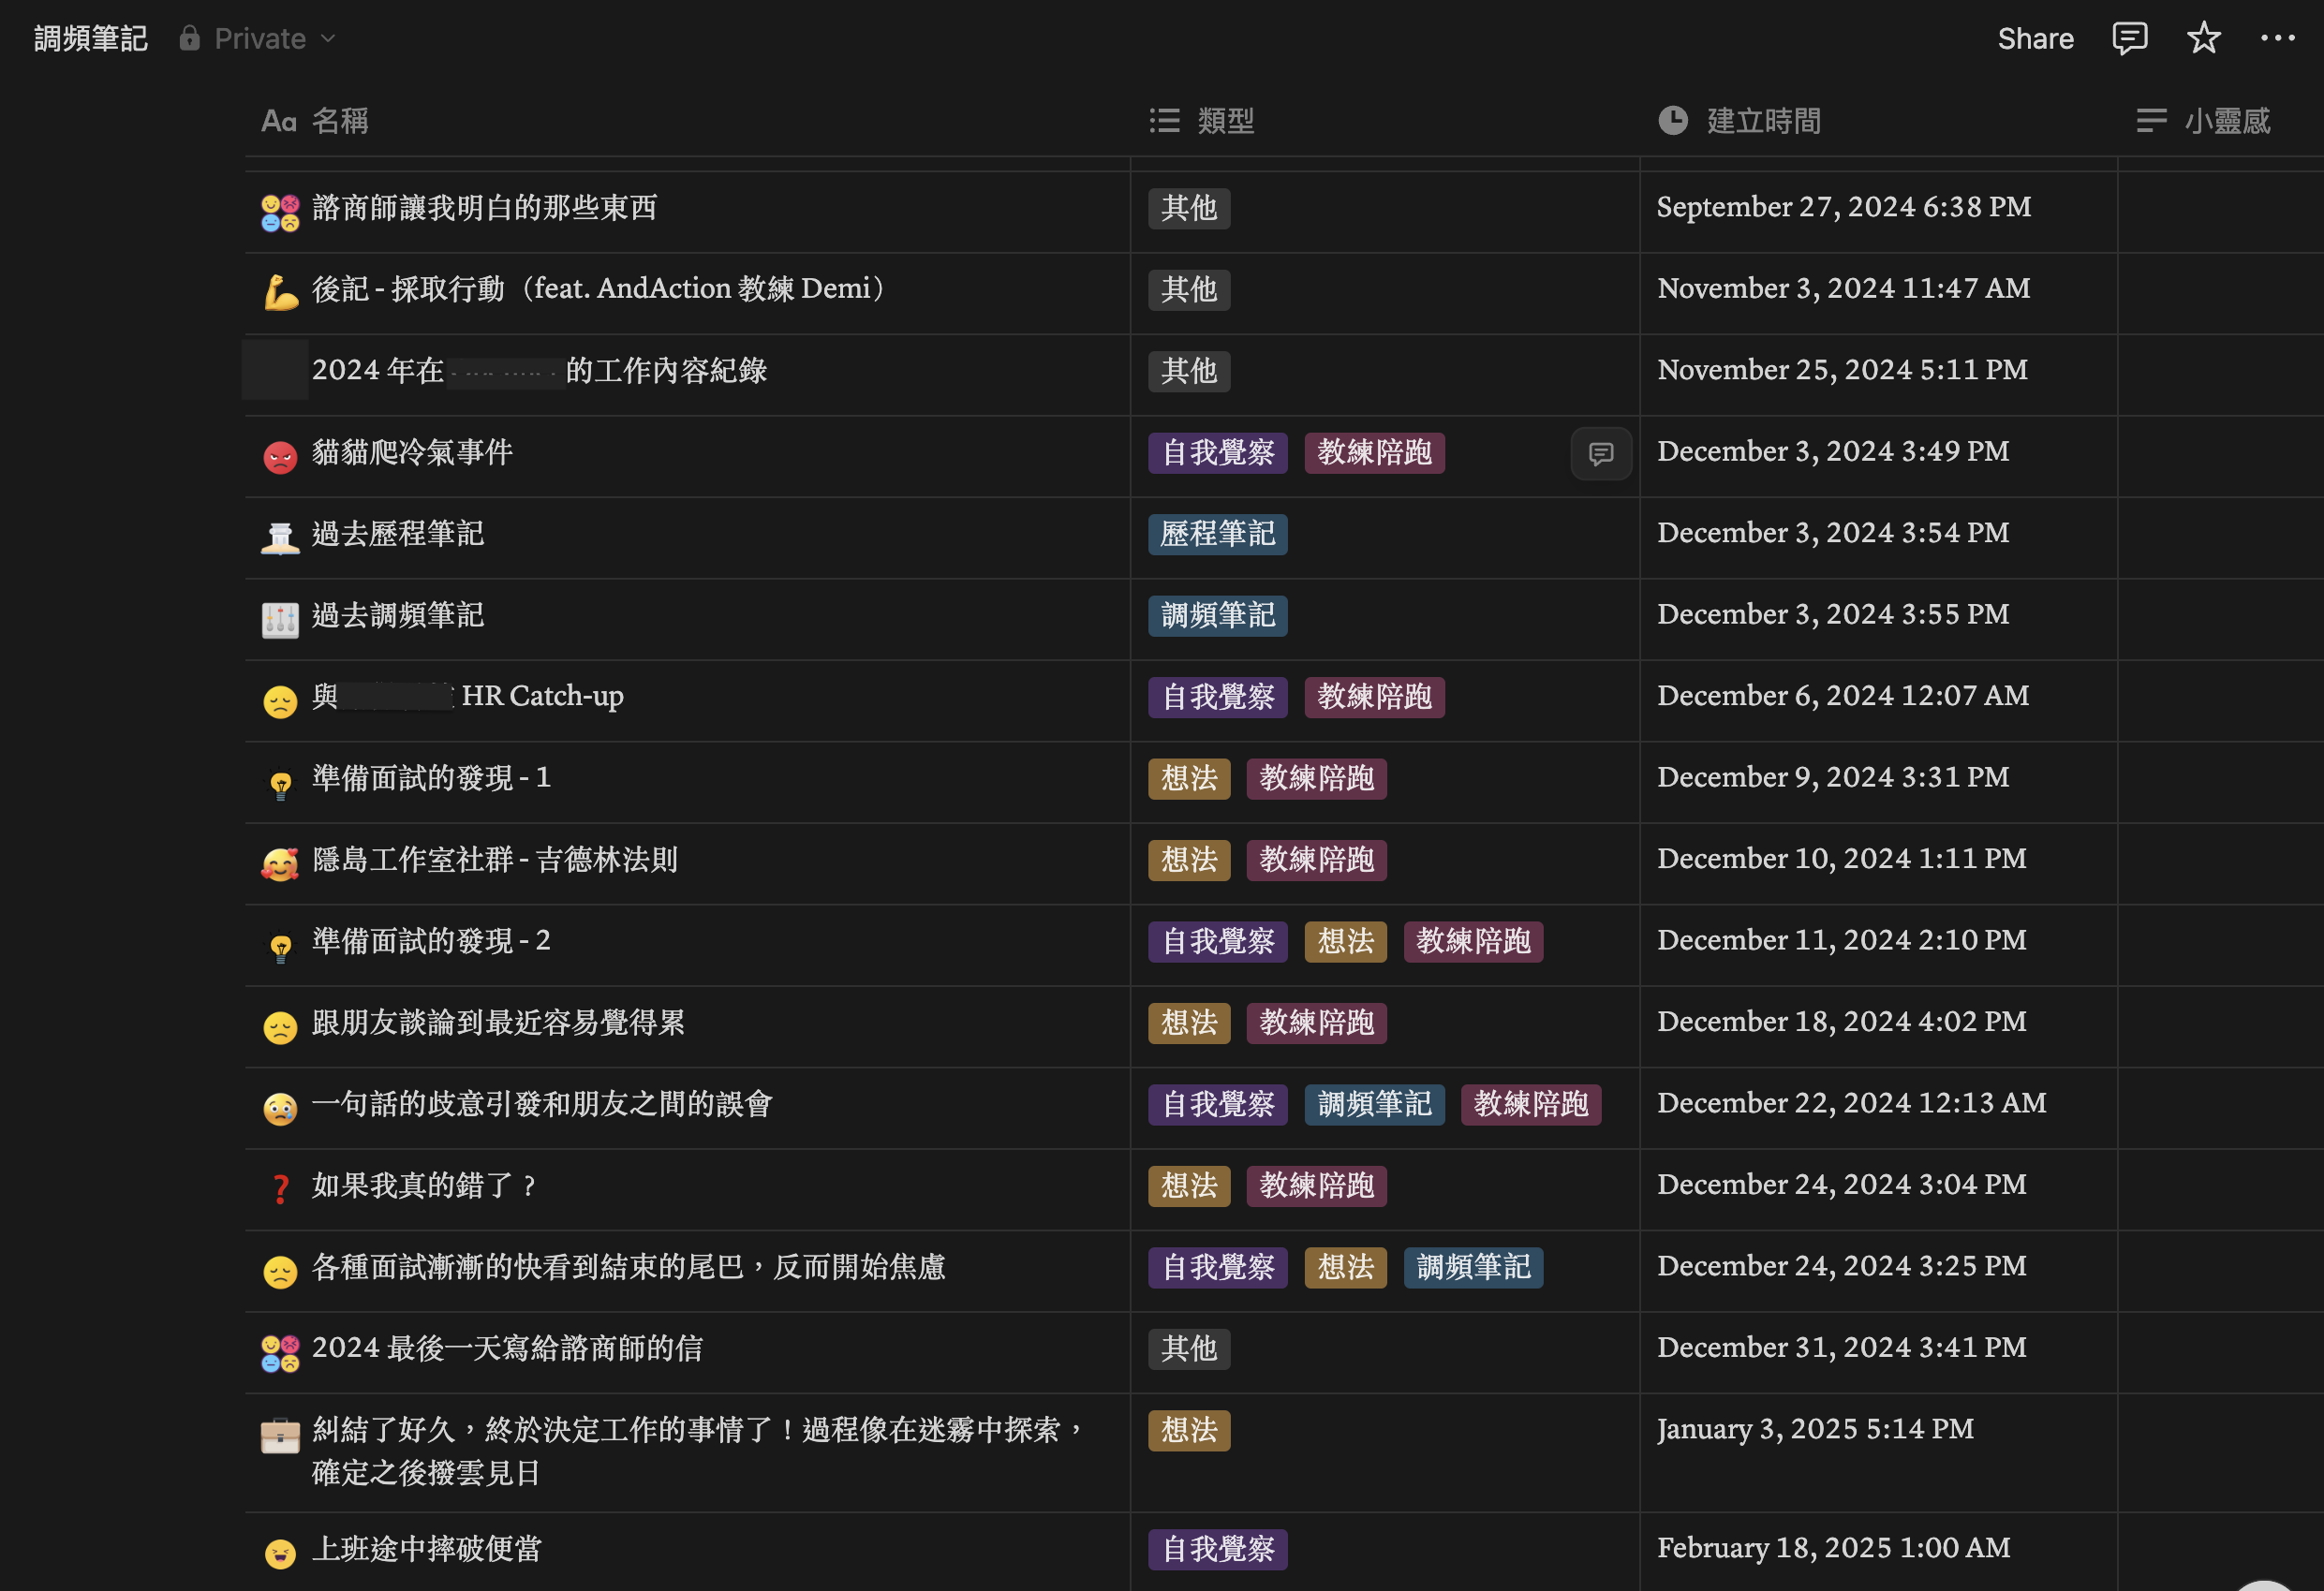 調頻筆記 Private Share
Aa 名稱 類型 建立時間 小靈感
諮商師讓我明白的那些東西 其他 September 27, 2024 6:38 PM
後記 - 採取行動（feat. AndAction 教練 Demi） 其他 November 3, 2024 11:47 AM
2024 年在 的工作內容紀錄 其他 November 25, 2024 5:11 PM
貓貓爬冷氣事件 自我覺察 教練陪跑 December 3, 2024 3:49 PM
過去歷程筆記 歷程筆記 December 3, 2024 3:54 PM
過去調頻筆記 調頻筆記 December 3, 2024 3:55 PM
與 HR Catch-up 自我覺察 教練陪跑 December 6, 2024 12:07 AM
準備面試的發現 - 1 想法 教練陪跑 December 9, 2024 3:31 PM
隱島工作室社群 - 吉德林法則 想法 教練陪跑 December 10, 2024 1:11 PM
準備面試的發現 - 2 自我覺察 想法 教練陪跑 December 11, 2024 2:10 PM
跟朋友談論到最近容易覺得累 想法 教練陪跑 December 18, 2024 4:02 PM
一句話的歧意引發和朋友之間的誤會 自我覺察 調頻筆記 教練陪跑 December 22, 2024 12:13 AM
如果我真的錯了？ 想法 教練陪跑 December 24, 2024 3:04 PM
各種面試漸漸的快看到結束的尾巴，反而開始焦慮 自我覺察 想法 調頻筆記 December 24, 2024 3:25 PM
2024 最後一天寫給諮商師的信 其他 December 31, 2024 3:41 PM
糾結了好久，終於決定工作的事情了！過程像在迷霧中探索， 想法 January 3, 2025 5:14 PM
確定之後撥雲見日
上班途中摔破便當 自我覺察 February 18, 2025 1:00 AM